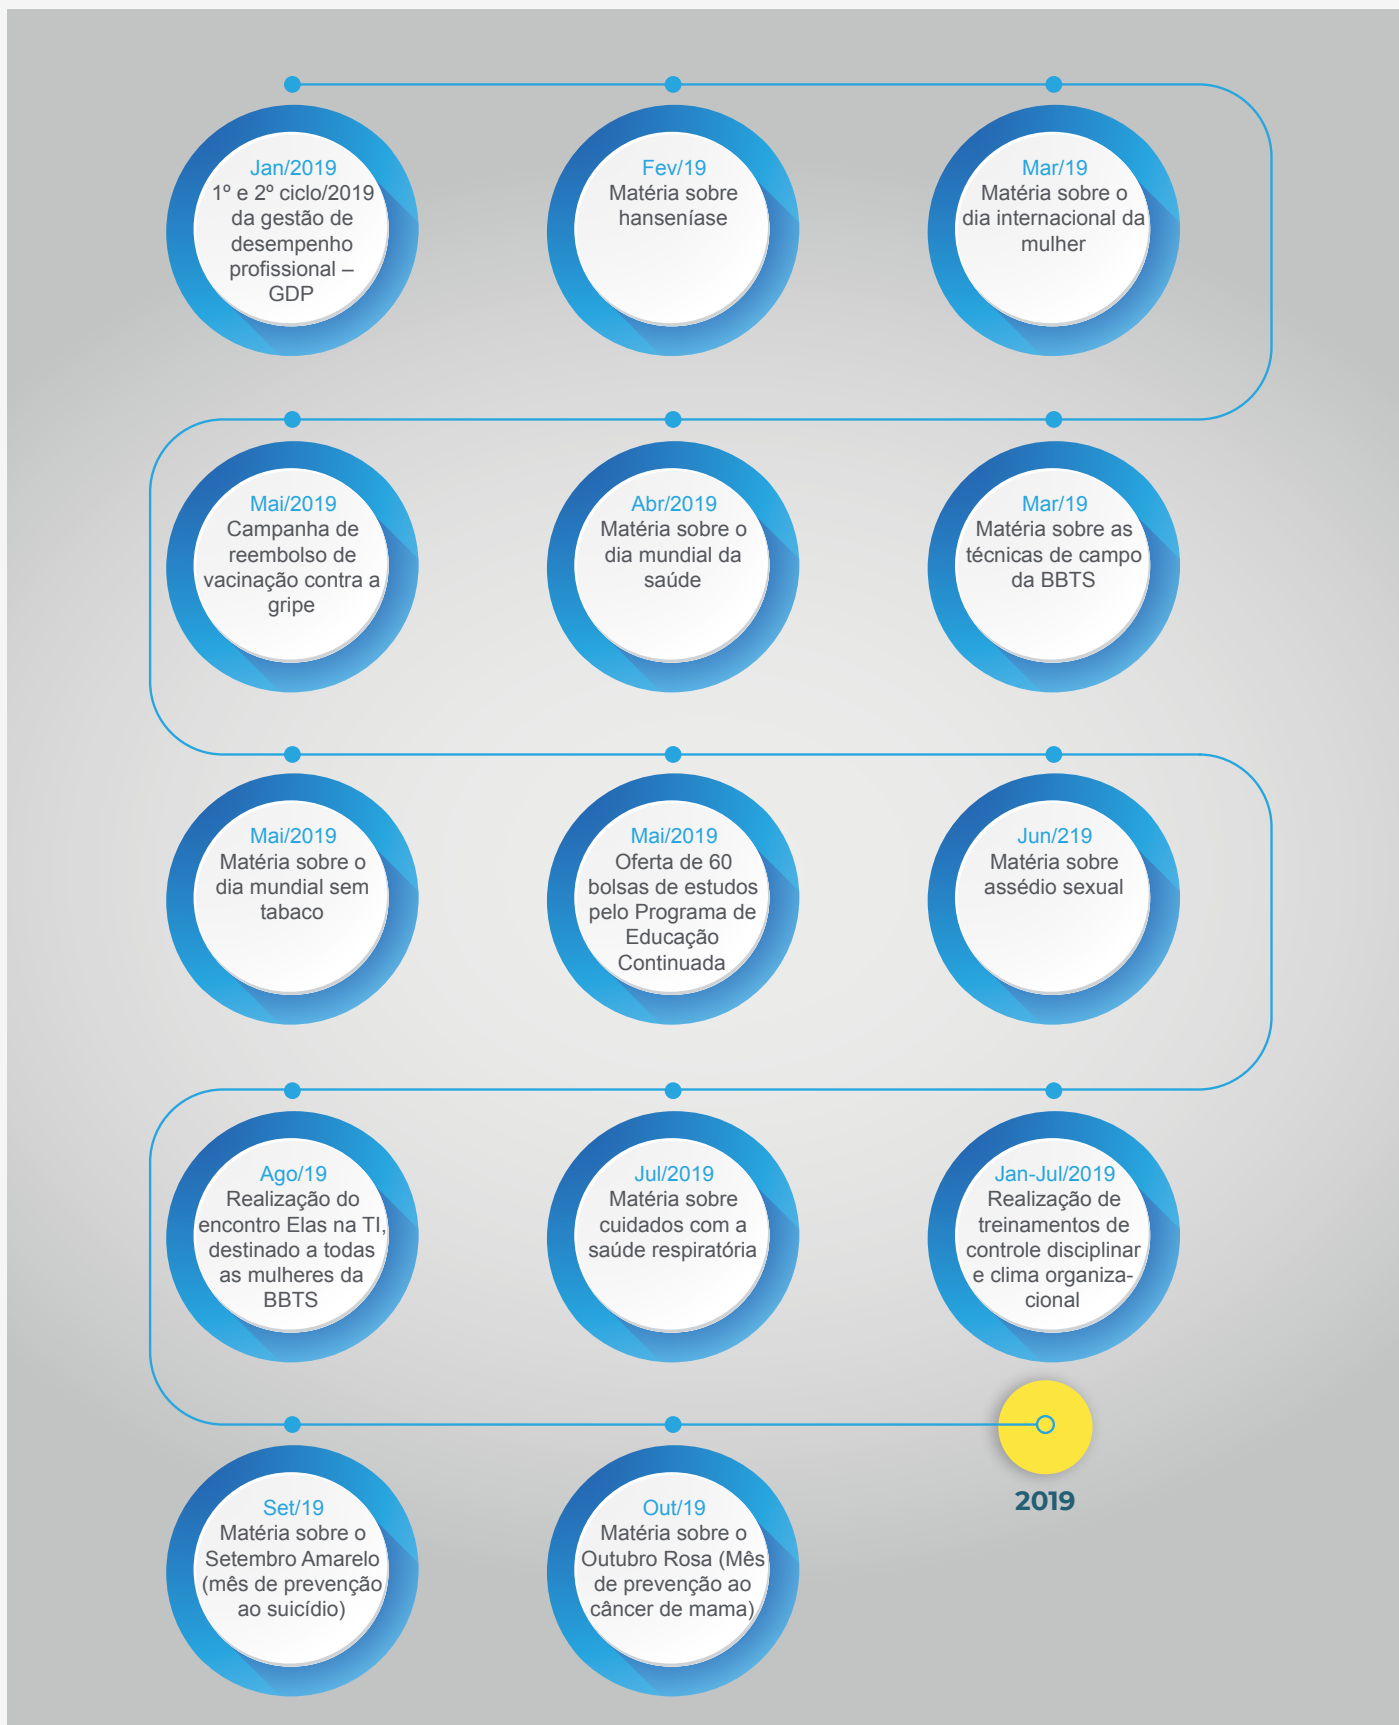 Jan/2019
1º e 2º ciclo/2019
da gestão de
desempenho
profissional –
GDP
Fev/19
Matéria sobre
hanseníase
Mar/19
Matéria sobre o
dia internacional da
mulher
Mar/19
Matéria sobre as
técnicas de campo
da BBTS
Abr/2019
Matéria sobre o
dia mundial da
saúde
Mai/2019
Campanha de
reembolso de
vacinação contra a
gripe
Mai/2019
Matéria sobre o
dia mundial sem
tabaco
Mai/2019
Oferta de 60
bolsas de estudos
pelo Programa de
Educação
Continuada
Jun/219
Matéria sobre
assédio sexual
Jan-Jul/2019
Realização de
treinamentos de
controle disciplinar
e clima organiza-
cional
Jul/2019
Matéria sobre
cuidados com a
saúde respiratória
Ago/19
Realização do
encontro Elas na TI,
destinado a todas
as mulheres da
BBTS
Set/19
Matéria sobre o
Setembro Amarelo
(mês de prevenção
ao suicídio)
Out/19
Matéria sobre o
Outubro Rosa (Mês
de prevenção ao
câncer de mama)
2019